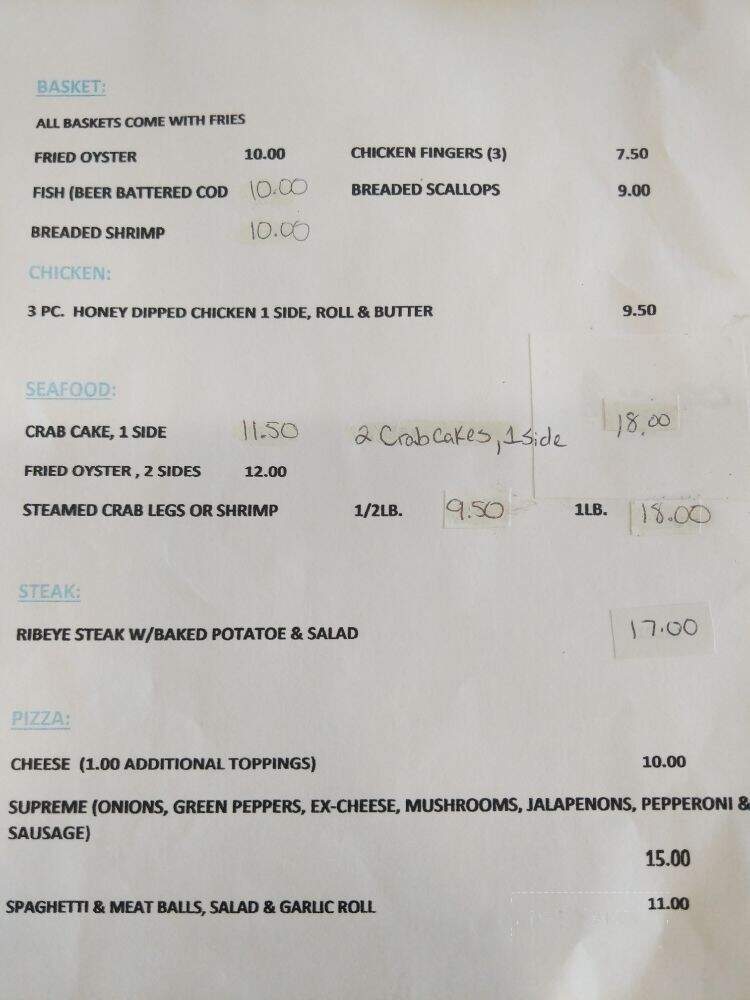 BASKET:
ALL BASKETS COME WITH FRIES
FRIED OYSTER 10.00 CHICKEN FINGERS (3) 7.50
FISH (BEER BATTERED COD 10.00 BREADED SCALLOPS 9.00
BREADED SHRIMP 10.00
CHICKEN:
3 PC. HONEY DIPPED CHICKEN 1 SIDE, ROLL & BUTTER 9.50
SEAFOOD:
CRAB CAKE, 1 SIDE 11.50 2 Crab Cakes, 1 Side 18.00
FRIED OYSTER , 2 SIDES 12.00
STEAMED CRAB LEGS OR SHRIMP 1/2LB. 9.50 1LB. 18.00
STEAK:
RIBEYE STEAK W/BAKED POTATOE & SALAD 17.00
PIZZA:
CHEESE (1.00 ADDITIONAL TOPPINGS) 10.00
SUPREME (ONIONS, GREEN PEPPERS, EX-CHEESE, MUSHROOMS, JALAPENONS, PEPPERONI &
SAUSAGE)
15.00
SPAGHETTI & MEAT BALLS, SALAD & GARLIC ROLL 11.00